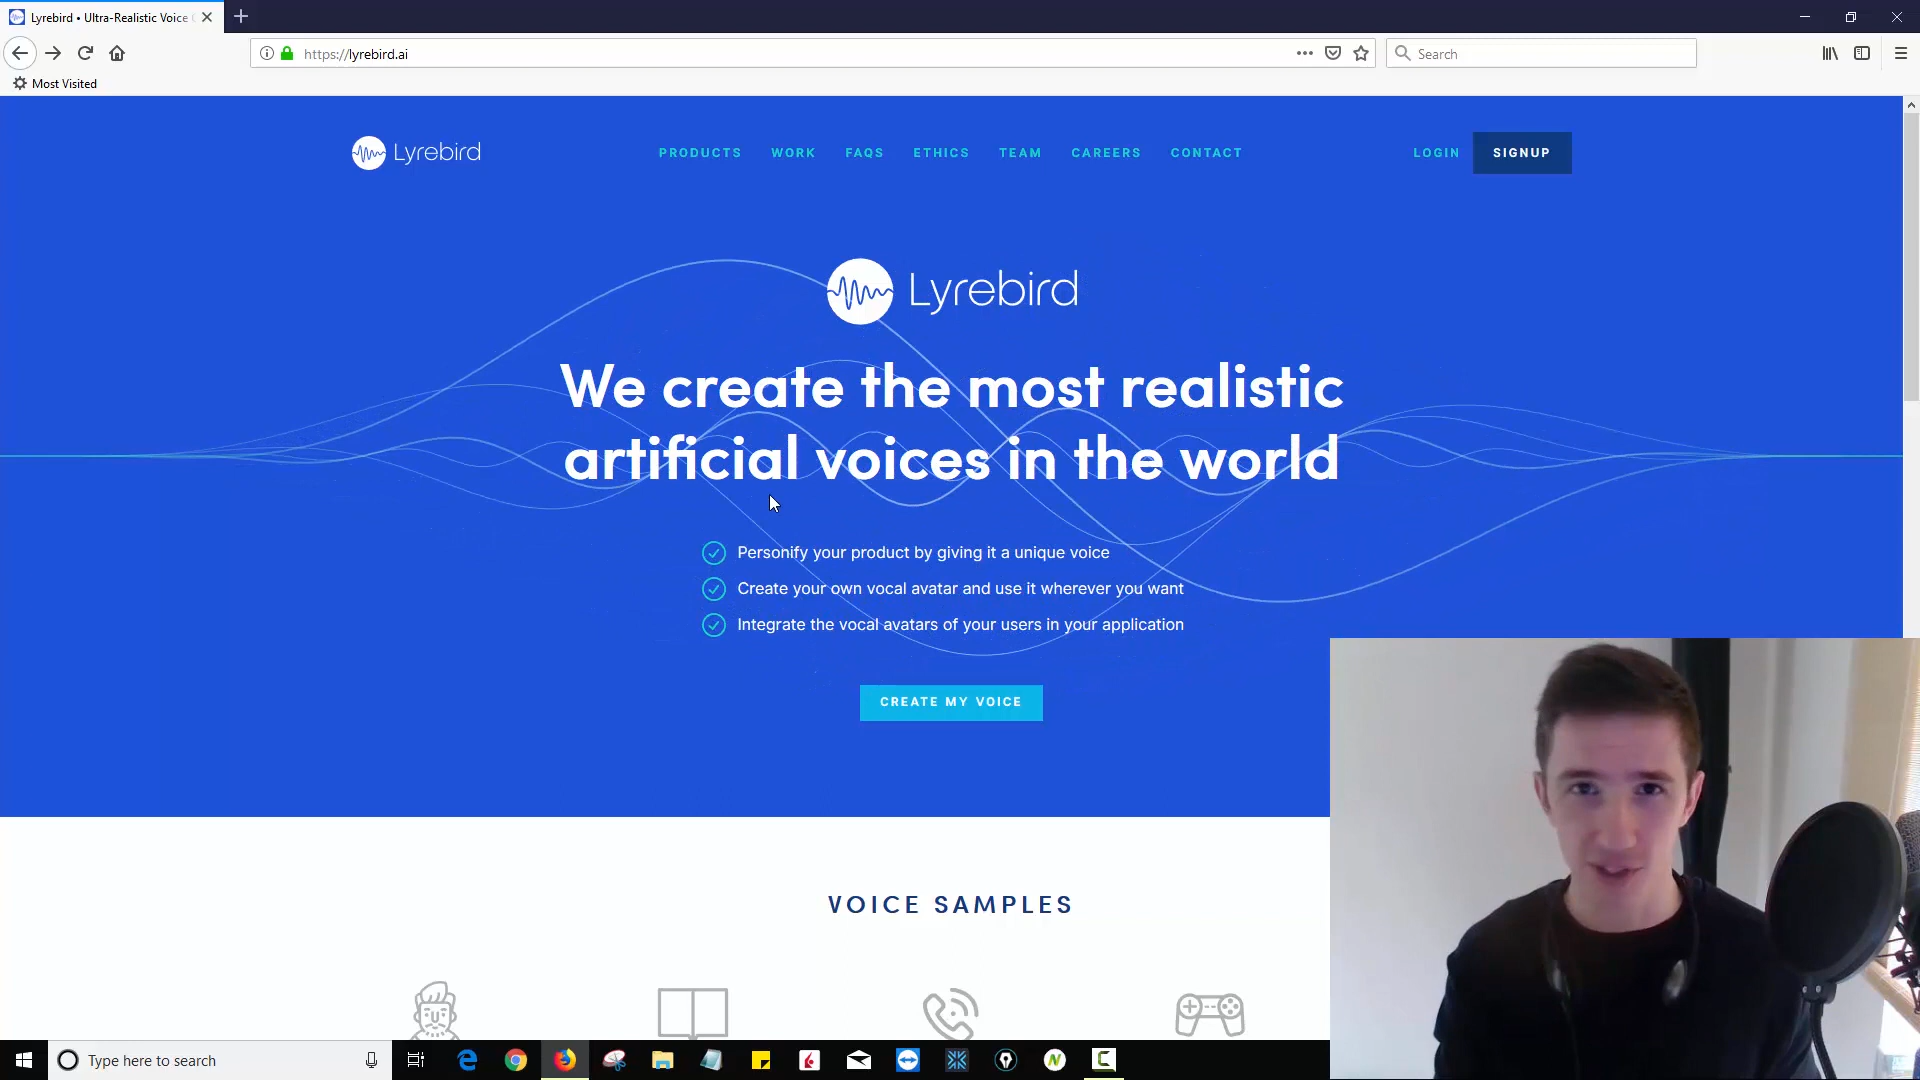 Lyrebird • Ultra-Realistic Voice
https://lyrebird.ai
Search
Most Visited
Lyrebird
PRODUCTS WORK FAQS ETHICS TEAM CAREERS CONTACT
LOGIN SIGNUP
Lyrebird
We create the most realistic
artificial voices in the world
Personify your product by giving it a unique voice
Create your own vocal avatar and use it wherever you want
Integrate the vocal avatars of your users in your application
CREATE MY VOICE
VOICE SAMPLES
Type here to search